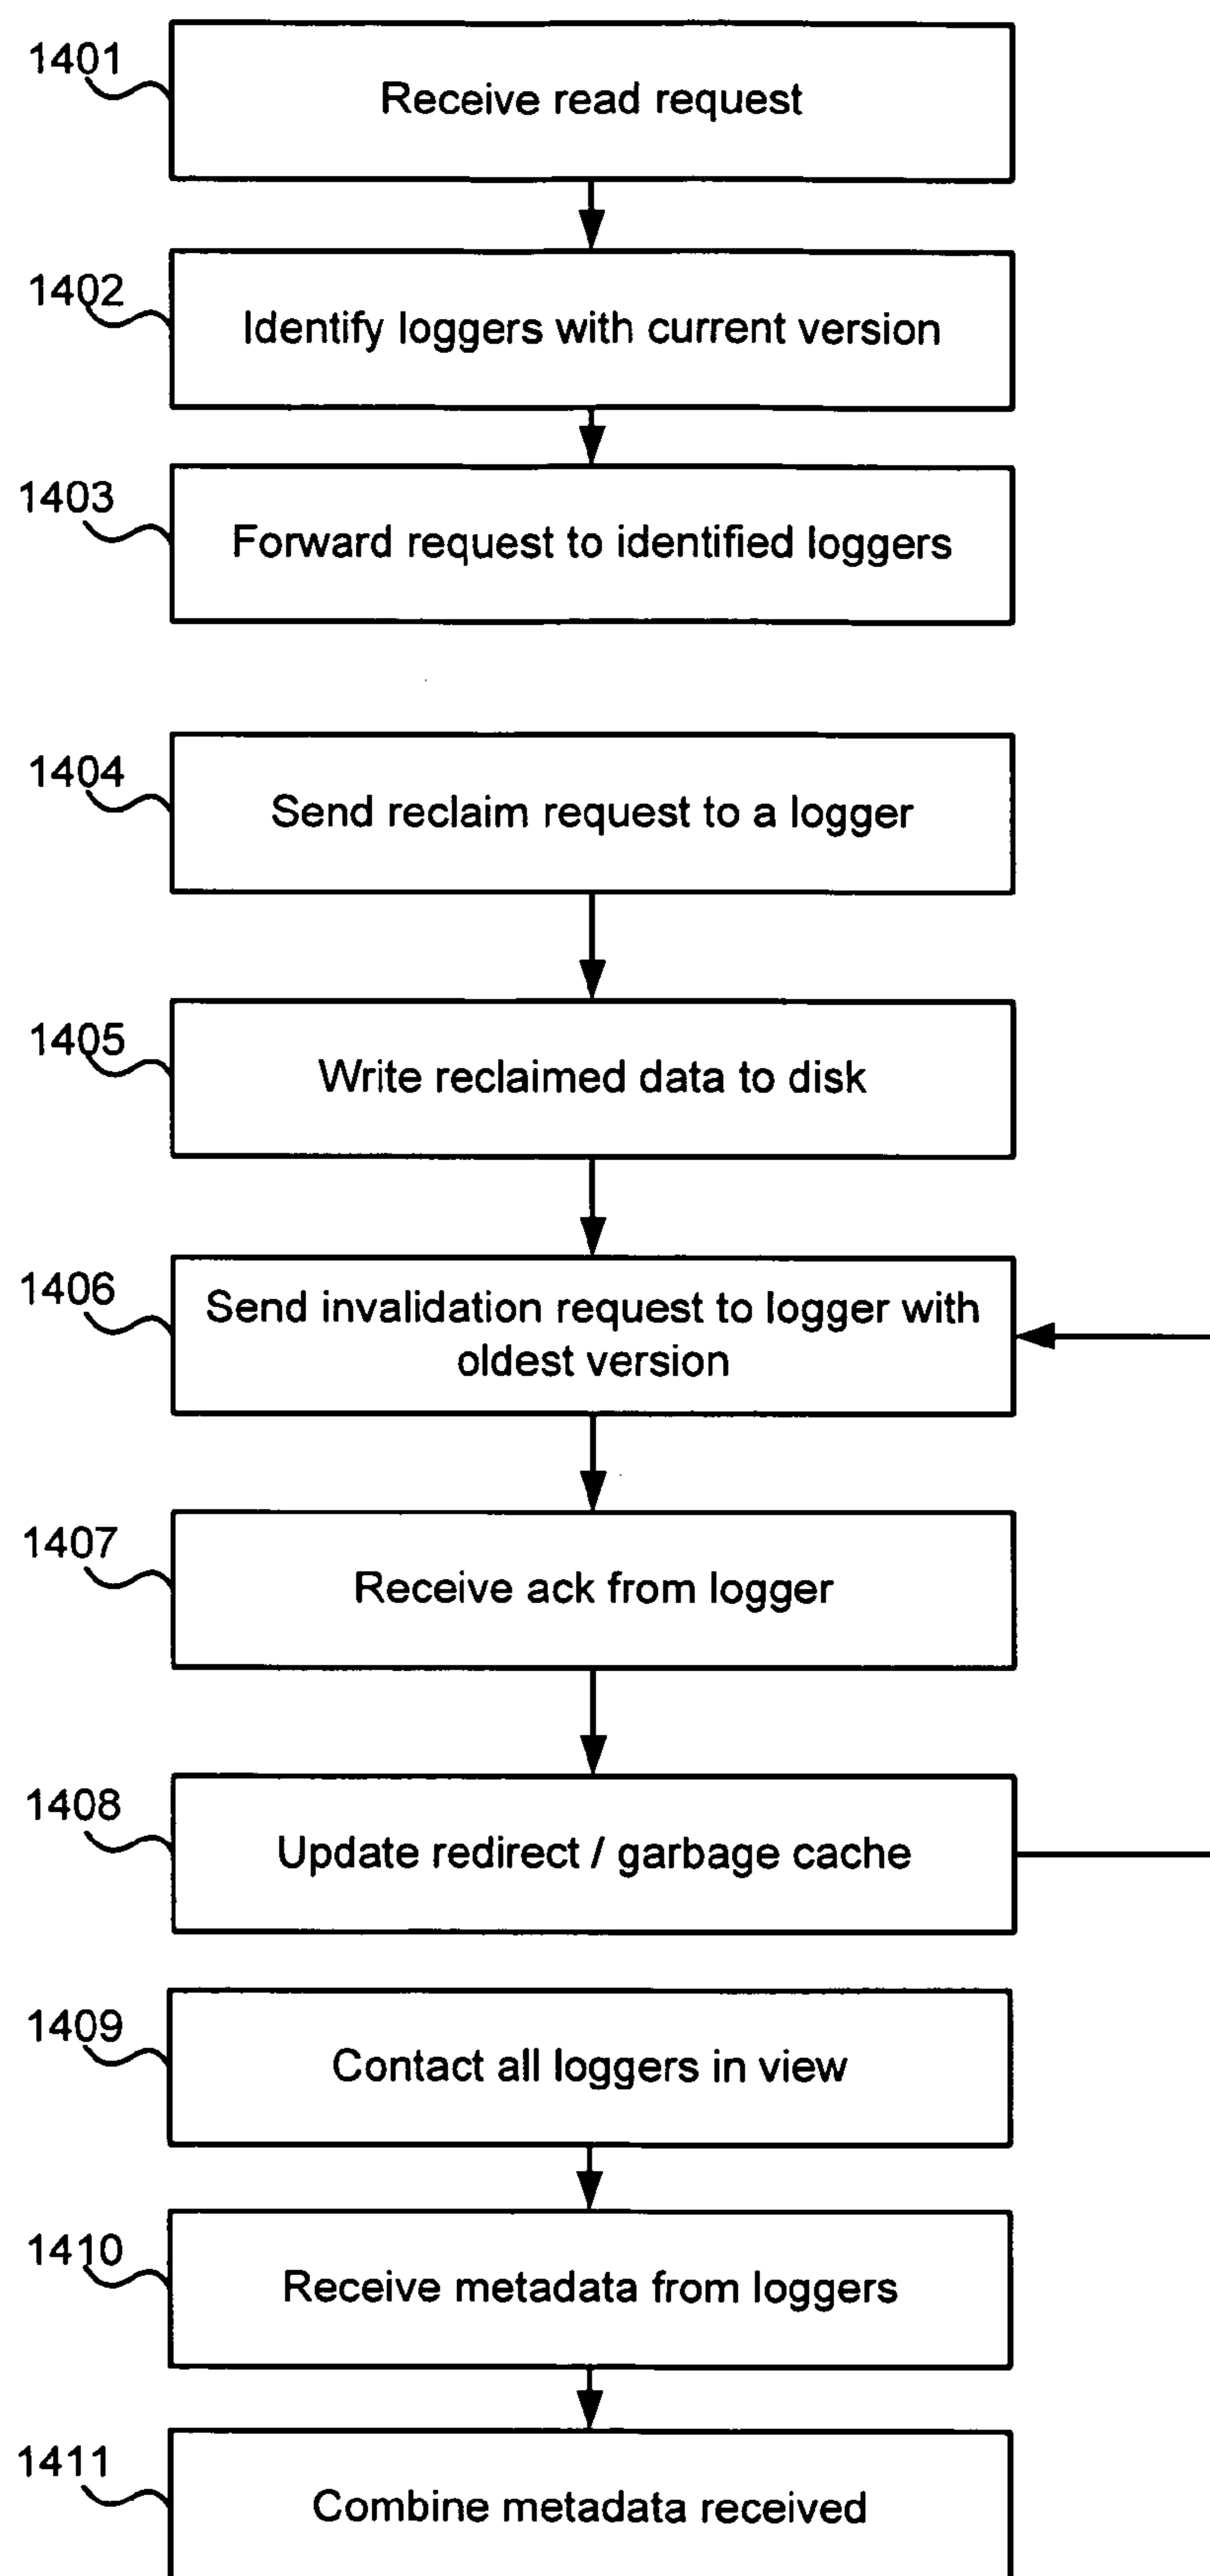 1401
Receive read request
1402
Identify loggers with current version
1403
Forward request to identified loggers
1404
Send reclaim request to a logger
1405
Write reclaimed data to disk
1406
Send invalidation request to logger with
oldest version
1407
Receive ack from logger
1408
Update redirect / garbage cache
1409
Contact all loggers in view
1410
Receive metadata from loggers
1411
Combine metadata received